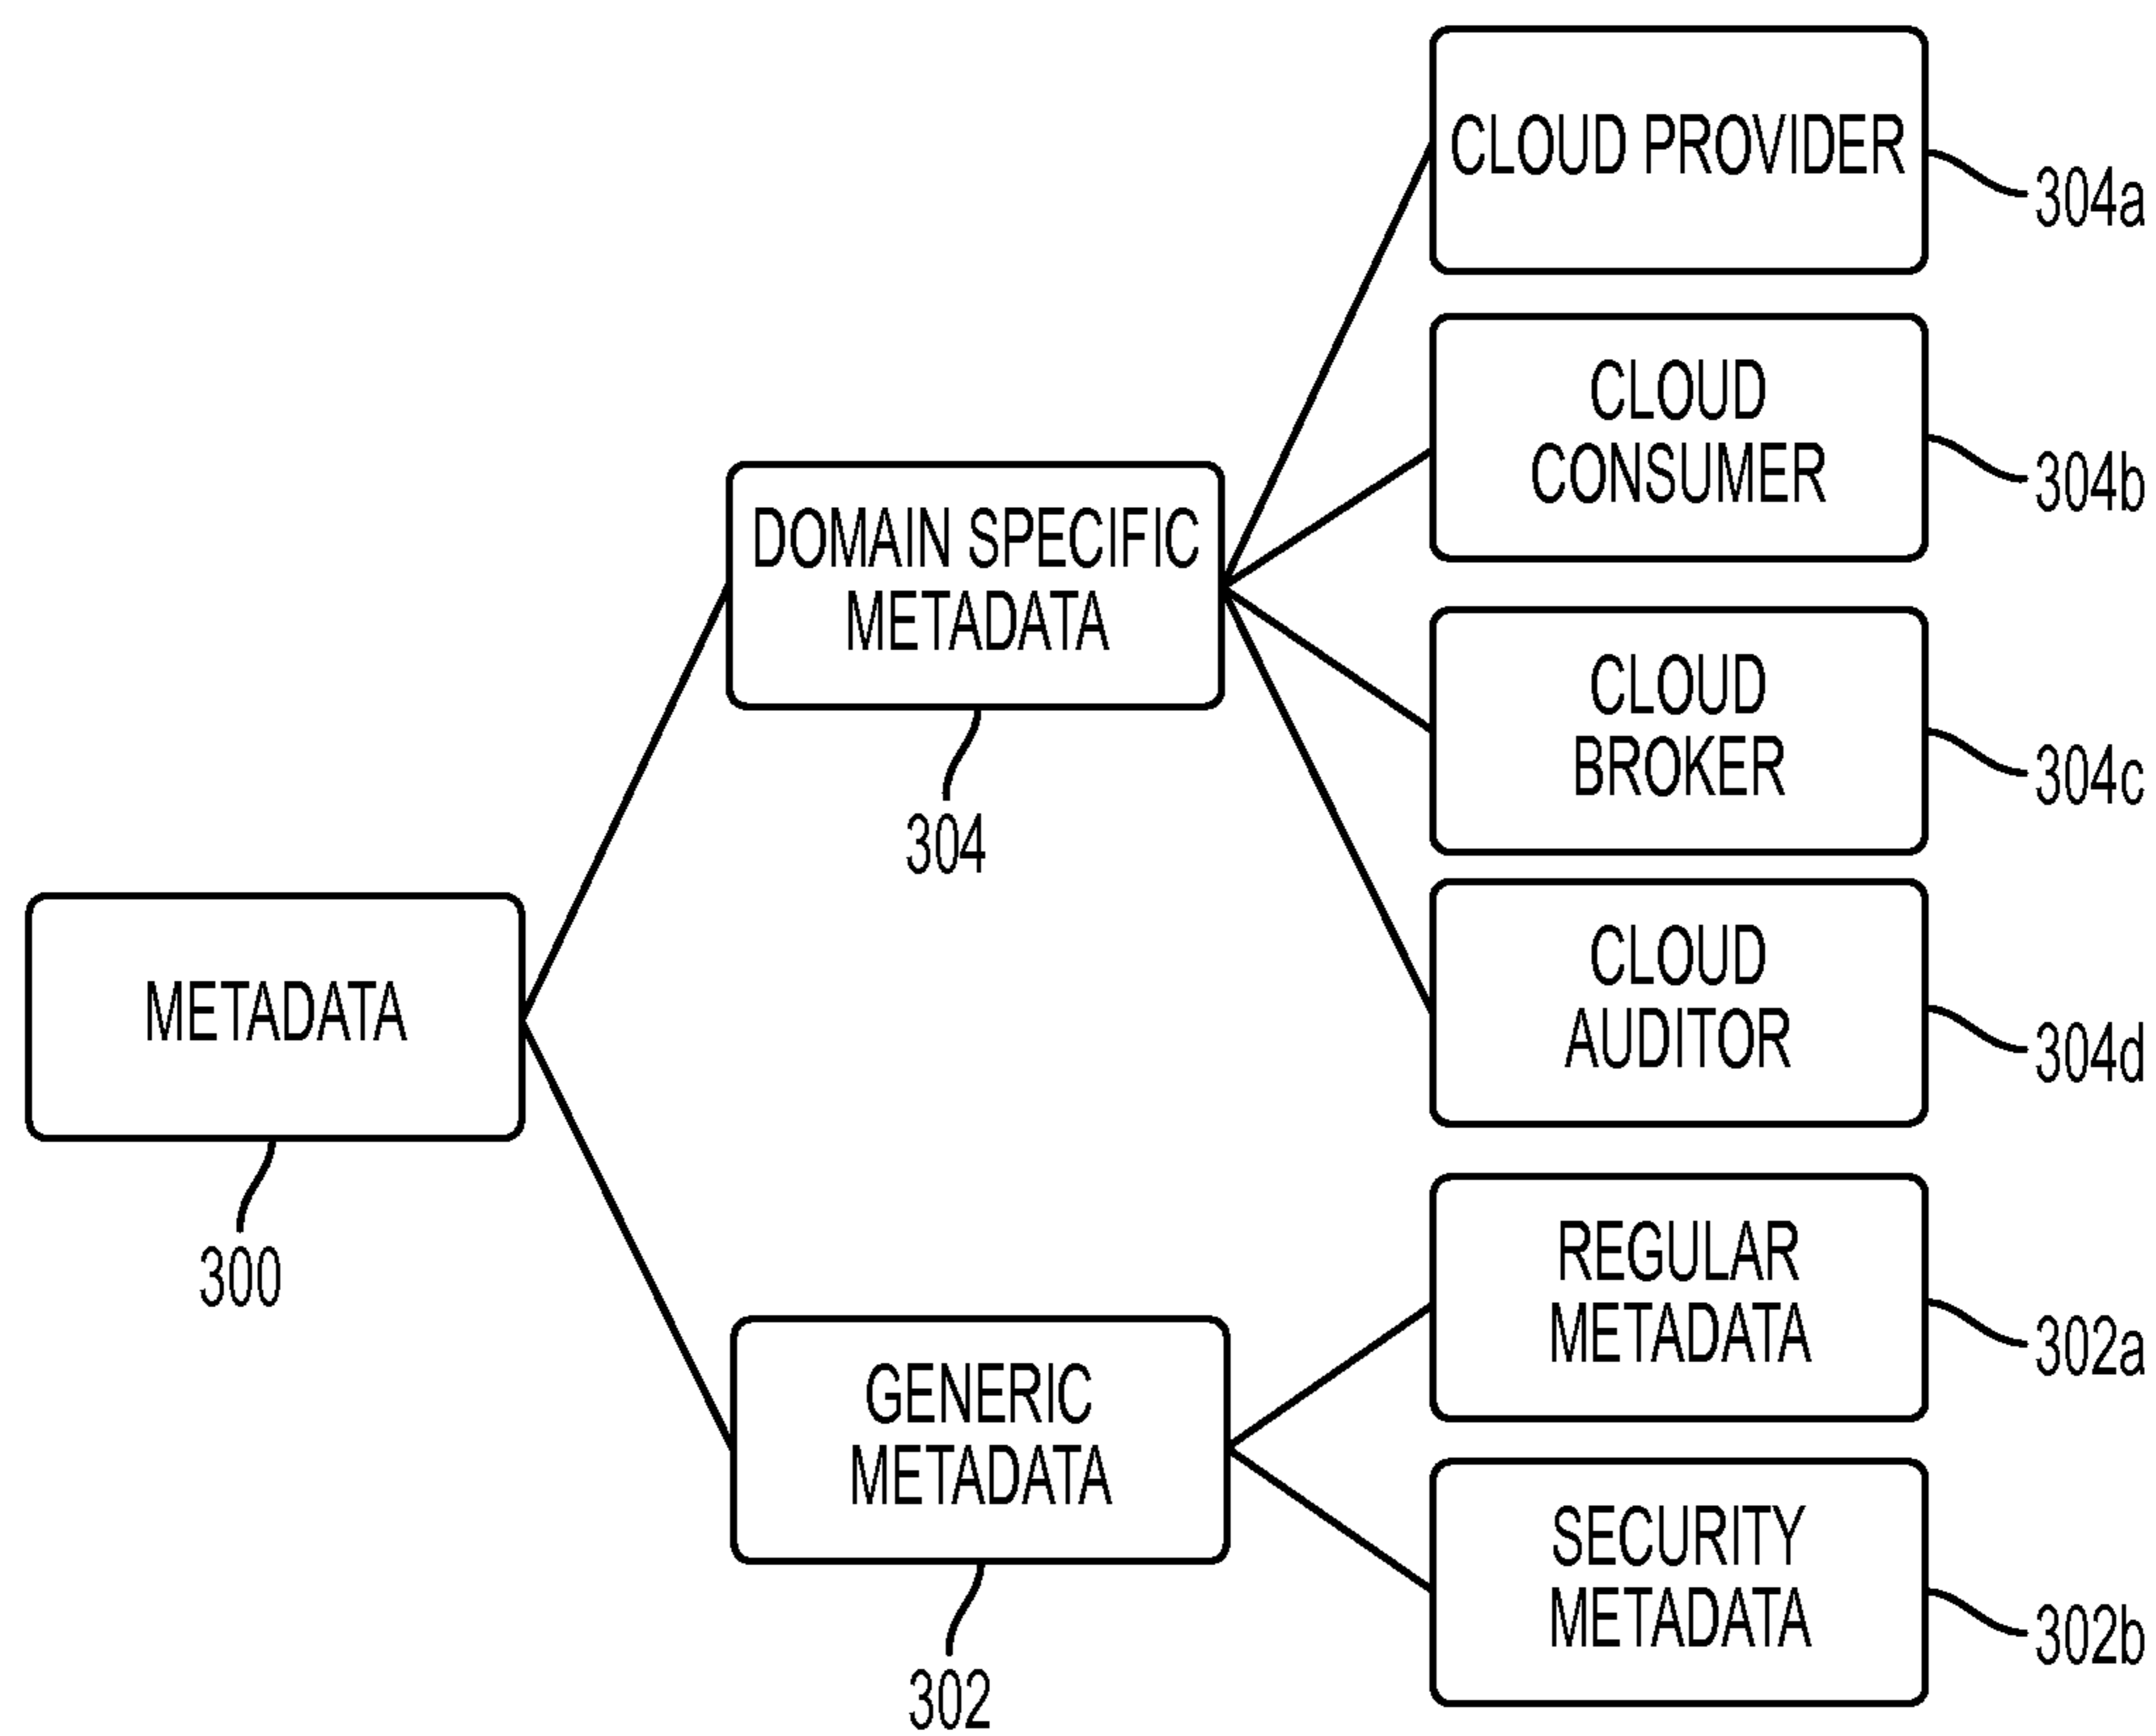 CLOUD PROVIDER
304a
CLOUD
CONSUMER
304b
DOMAIN SPECIFIC
METADATA
304
CLOUD
BROKER
304c
CLOUD
AUDITOR
304d
METADATA
300
REGULAR
METADATA
302a
GENERIC
METADATA
302
SECURITY
METADATA
302b